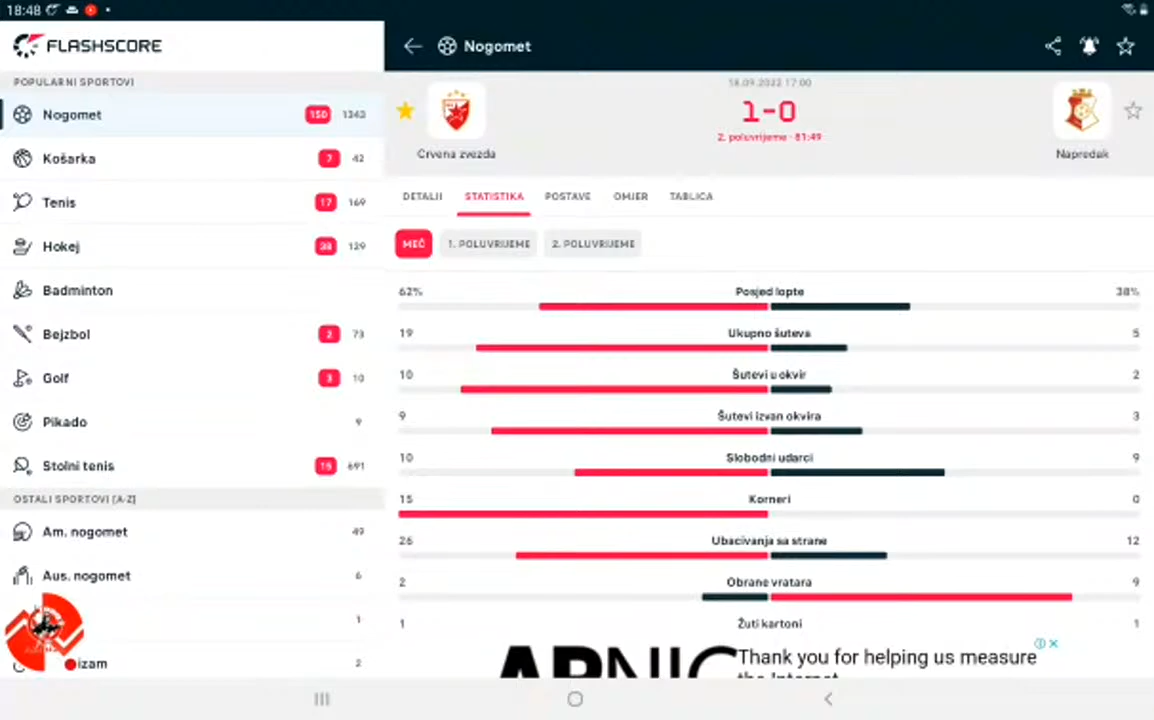 18:48
FLASHSCORE
POPULARNI SPORTOVI
Nogomet 150 1343
Košarka 7 42
Tenis 17 169
Hokej 38 129
Badminton
Bejzbol 2 73
Golf 3 10
Pikado 9
Stolni tenis 15 691
OSTALI SPORTOVI [A-Z]
Am. nogomet 49
Aus. nogomet 6
1
izam 2
Nogomet
18.09.2022 17:00
1-0
2. poluvrijeme - 81:49
Crvena zvezda
Napredak
DETALJI STATISTIKA POSTAVE OMJER TABLICA
MEČ 1. POLUVRIJEME 2. POLUVRIJEME
62% Posjed lopte 38%
19 Ukupno šuteva 5
10 Šutevi u okvir 2
9 Šutevi izvan okvira 3
10 Slobodni udarci 9
15 Korneri 0
26 Ubacivanja sa strane 12
2 Obrane vratara 9
1 Žuti kartoni 1
Thank you for helping us measure
the Internet